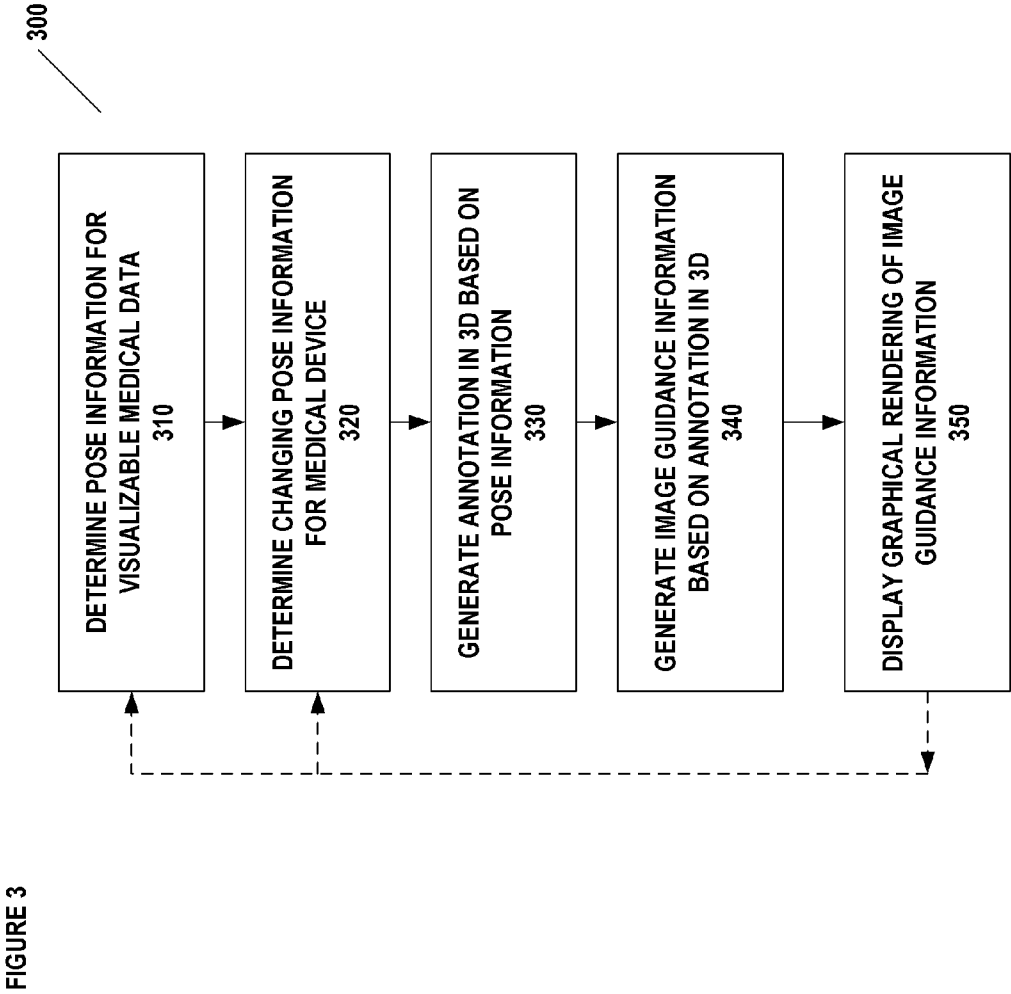 FIGURE 3
300
DETERMINE POSE INFORMATION FOR
VISUALIZABLE MEDICAL DATA
310
DETERMINE CHANGING POSE INFORMATION
FOR MEDICAL DEVICE
320
GENERATE ANNOTATION IN 3D BASED ON
POSE INFORMATION
330
GENERATE IMAGE GUIDANCE INFORMATION
BASED ON ANNOTATION IN 3D
340
DISPLAY GRAPHICAL RENDERING OF IMAGE
GUIDANCE INFORMATION
350